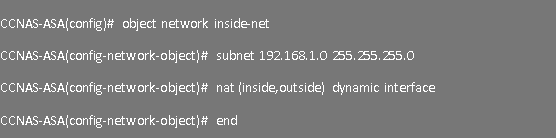 CCNAS-ASA(config)# object network inside-net
CCNAS-ASA(config-network-object)# subnet 192.168.1.0 255.255.255.0
CCNAS-ASA(config-network-object)# nat (inside,outside) dynamic interface
CCNAS-ASA(config-network-object)# end